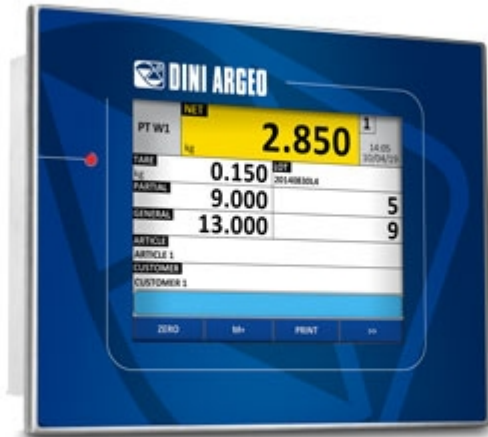 DINI ARGEO
NET
PT W1
kg
2.850
1
14:05
10/04/19
TARE
kg
0.150
LOT
20140830L4
PARTIAL
9.000
5
GENERAL
13.000
9
ARTICLE
ARTICLE 1
CUSTOMER
CUSTOMER 1
ZERO M+ PRINT >>